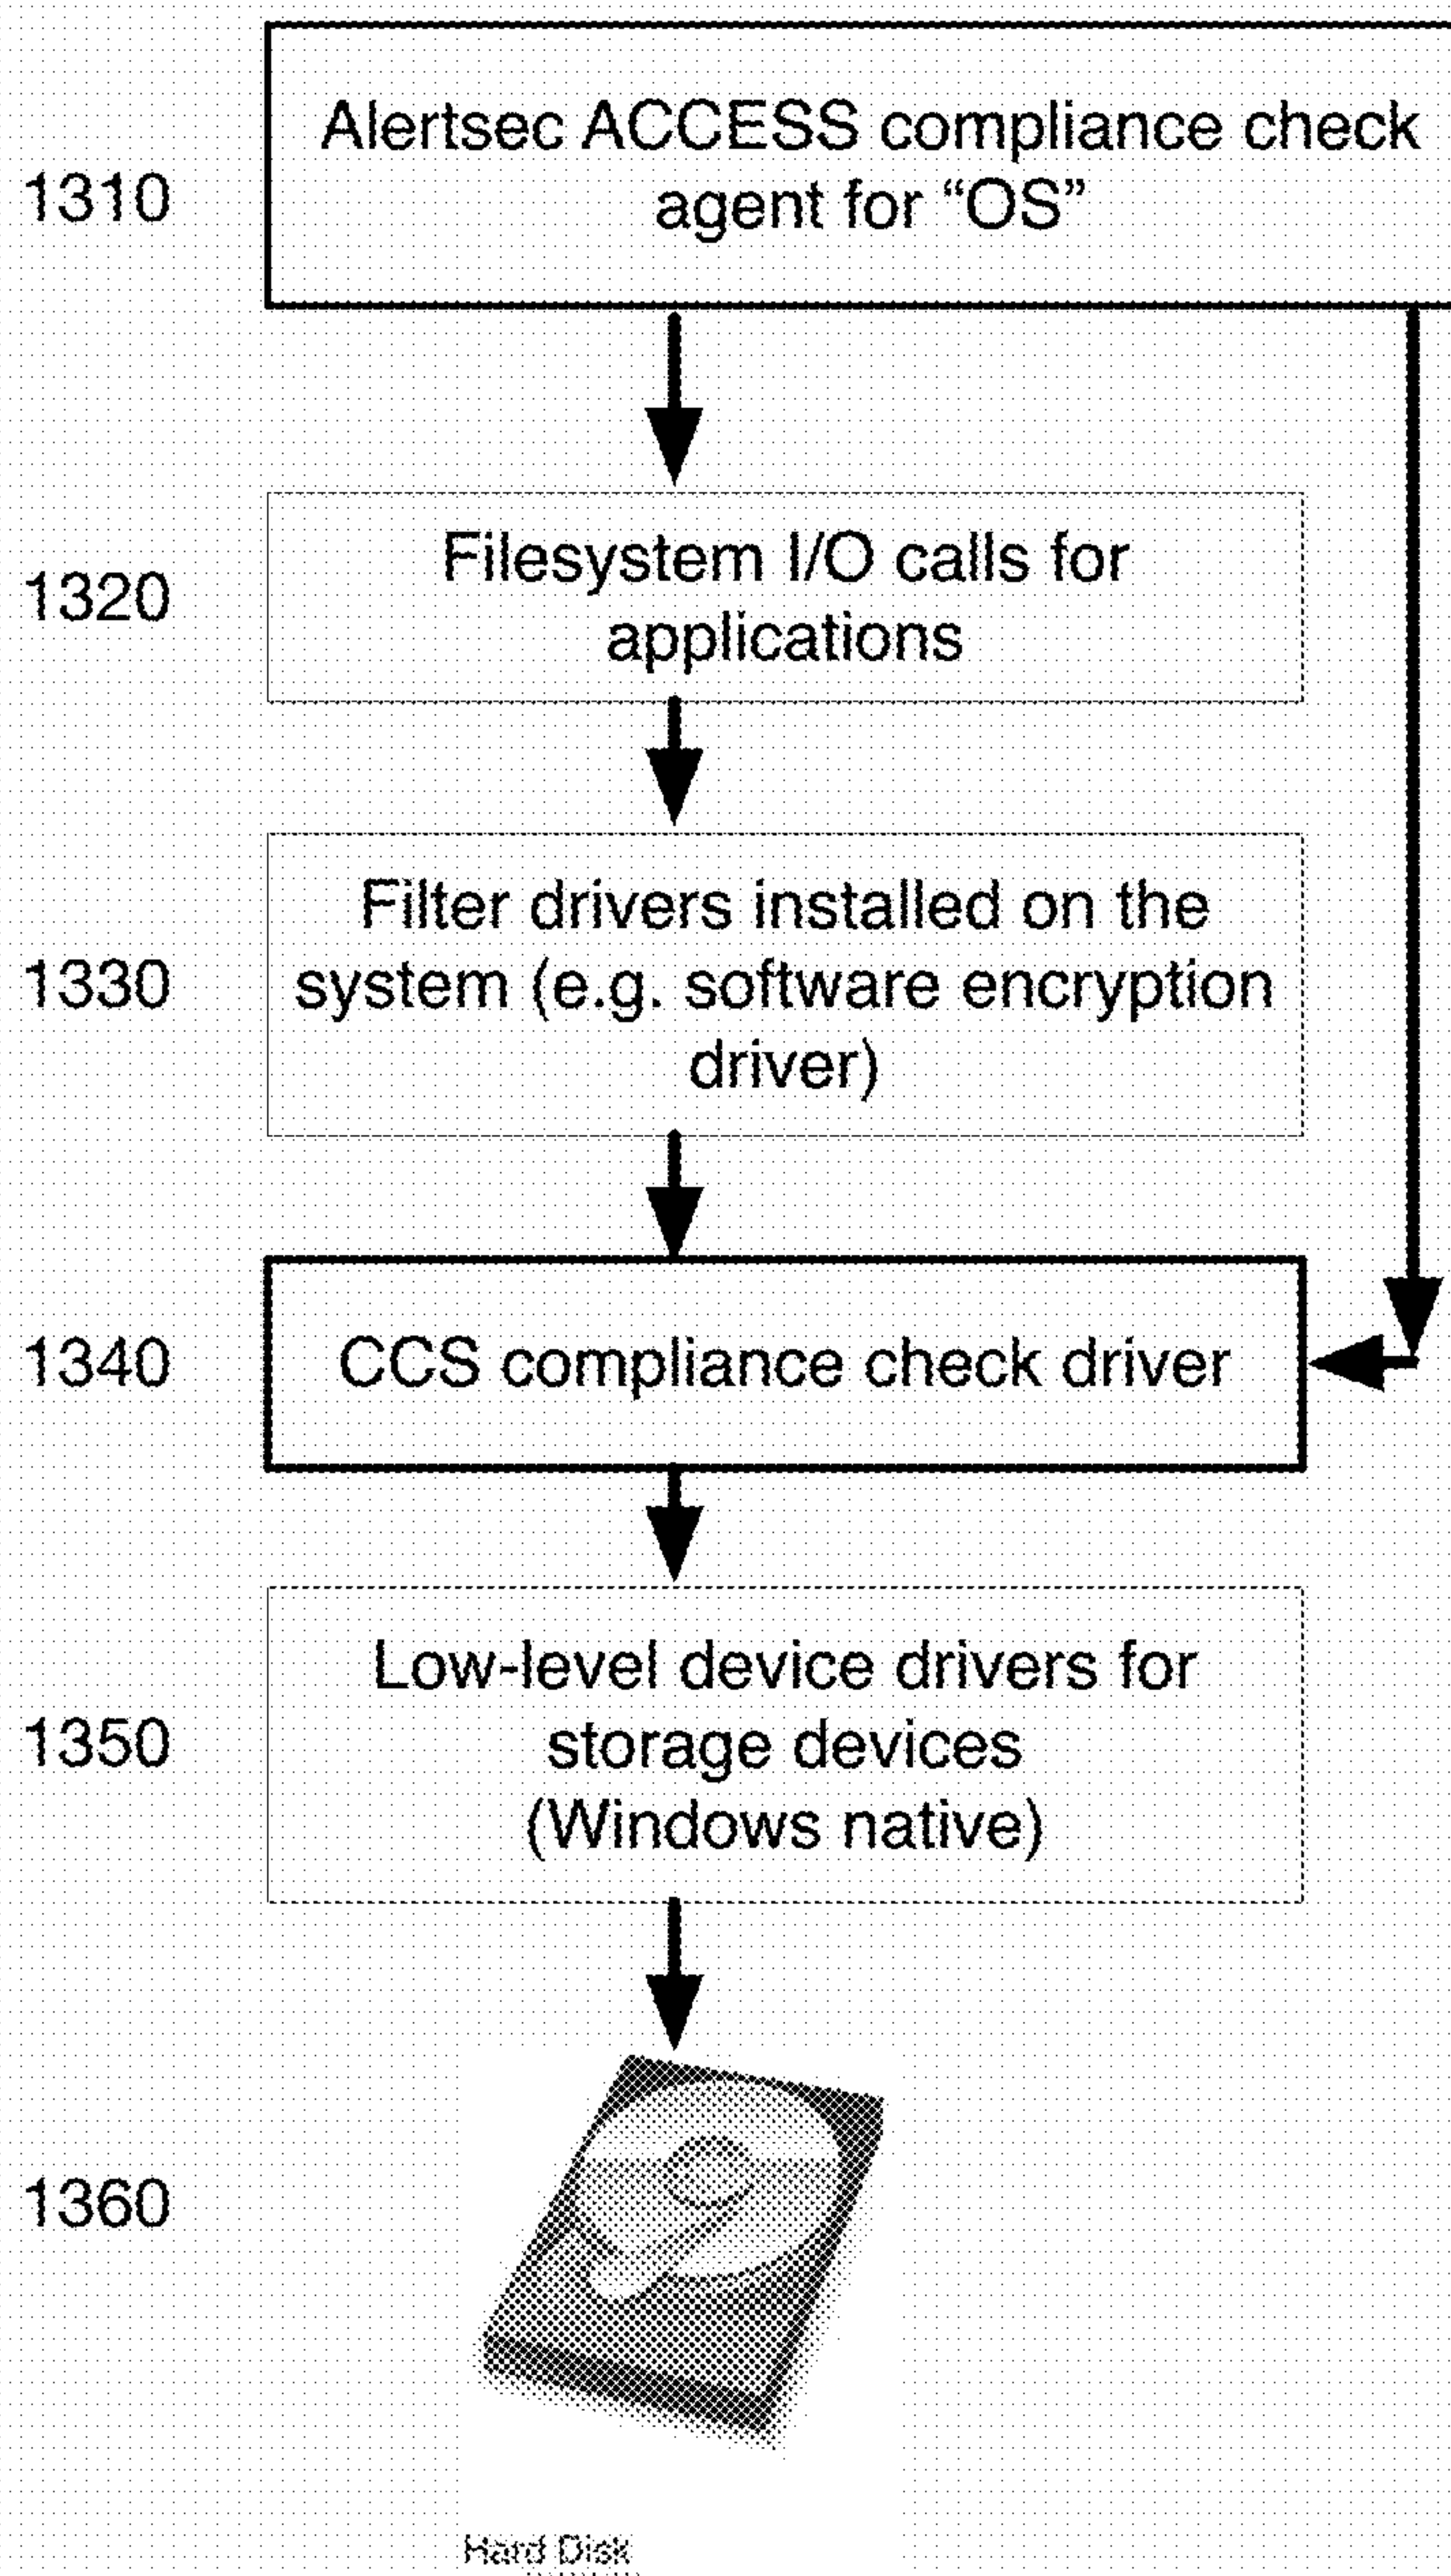 Alertsec ACCESS compliance check
agent for “OS”
1310
Filesystem I/O calls for
applications
1320
Filter drivers installed on the
system (e.g. software encryption
driver)
1330
CCS compliance check driver
1340
Low-level device drivers for
storage devices
(Windows native)
1350
1360
Hard Disk